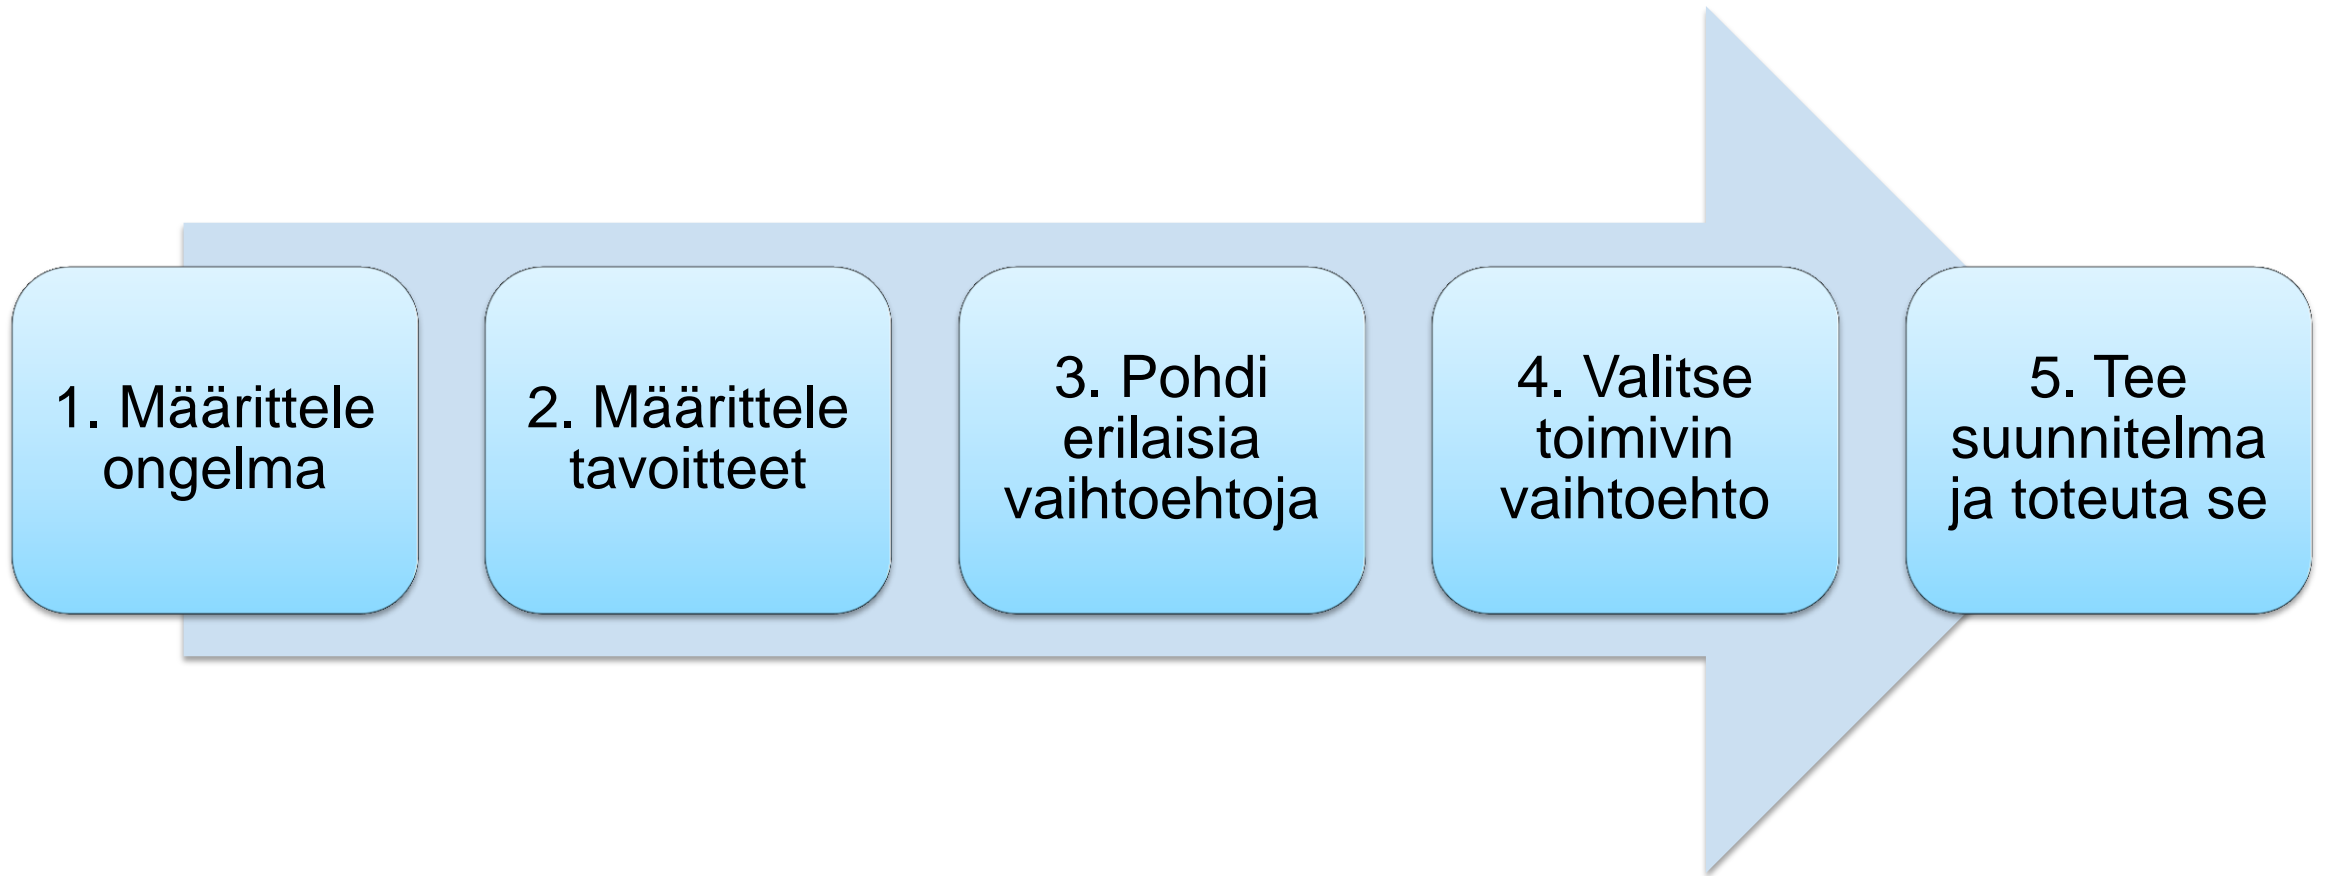 1. Määrittele
ongelma
2. Määrittele
tavoitteet
3. Pohdi
erilaisia
vaihtoehtoja
4. Valitse
toimivin
vaihtoehto
5. Tee
suunnitelma
ja toteuta se